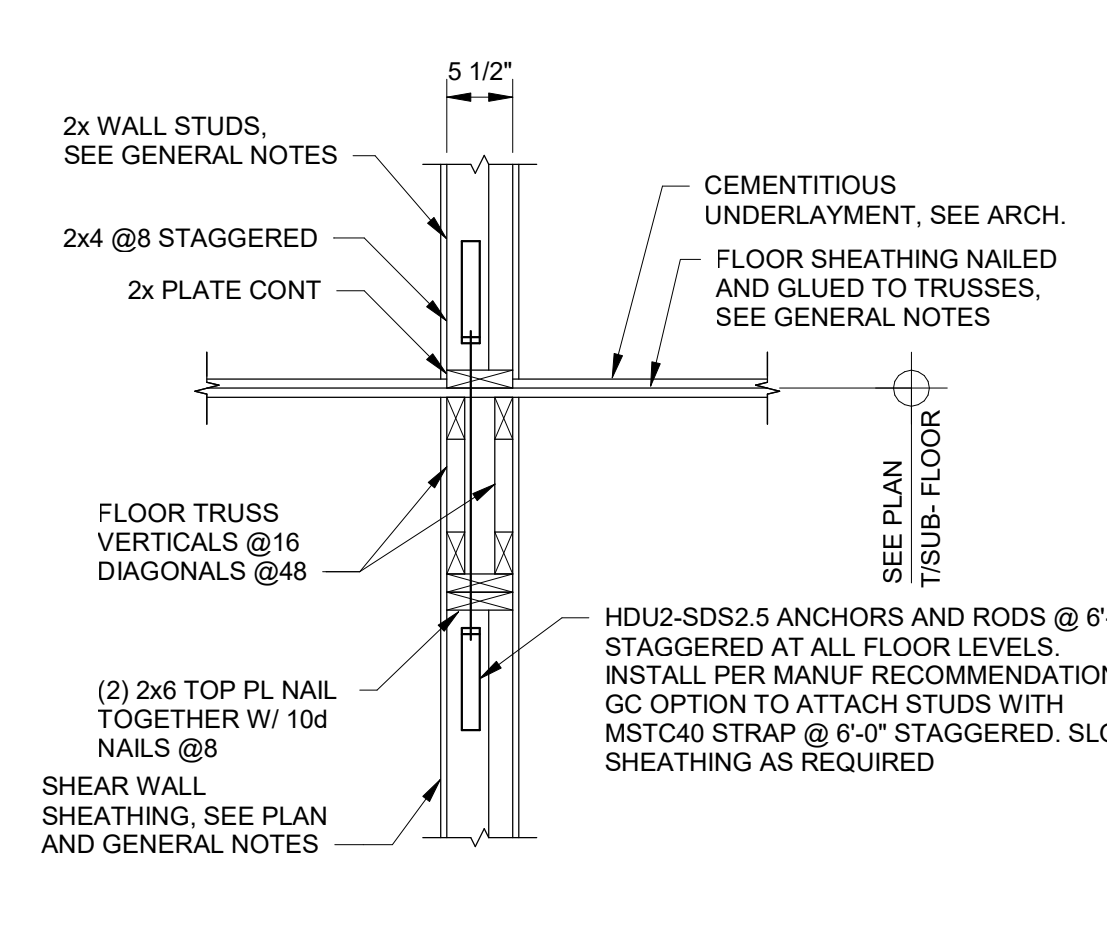 5 1/2"
2x WALL STUDS,
SEE GENERAL NOTES
2x4 @8 STAGGERED
2x PLATE CONT
CEMENTITIOUS
UNDERLAYMENT, SEE ARCH.
FLOOR SHEATHING NAILED
AND GLUED TO TRUSSES,
SEE GENERAL NOTES
SEE PLAN
T/SUB- FLOOR
FLOOR TRUSS
VERTICALS @16
DIAGONALS @48
HDU2-SDS2.5 ANCHORS AND RODS @ 6'-
STAGGERED AT ALL FLOOR LEVELS.
INSTALL PER MANUF RECOMMENDATION
GC OPTION TO ATTACH STUDS WITH
MSTC40 STRAP @ 6'-0" STAGGERED.
SHEATHING AS REQUIRED
(2) 2x6 TOP PL NAIL
TOGETHER W/ 10d
NAILS @8
SHEAR WALL
SHEATHING, SEE PLAN
AND GENERAL NOTES